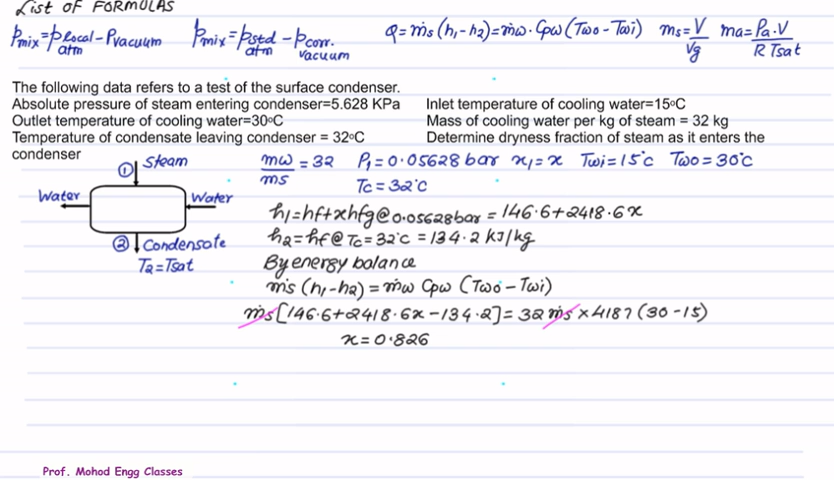 LIST OF FORMULAS
Pmix=Plocal atm-Pvacuum Pmix=Pstd atm-Pcorr. vacuum Q=ṁs(h1-h2)=ṁw.Cpw(Two-Twi) ms=V/Vg ma=Pa.V/R Tsat
The following data refers to a test of the surface condenser.
Absolute pressure of steam entering condenser=5.628 KPa Inlet temperature of cooling water=15°C
Outlet temperature of cooling water=30°C Mass of cooling water per kg of steam = 32 kg
Temperature of condensate leaving condenser = 32°C Determine dryness fraction of steam as it enters the
condenser
① Steam mw/ms = 32 P1=0.05628 bar x1=x Twi=15°c Two=30°c
Water Water Tc=32°c
h1=hf+xhfg@0.05628bar = 146.6+2418.6x
② Condensate h2=hf@Tc=32°c =134.2 kJ/kg
T2=Tsat By energy balance
ṁs (h1-h2) = ṁw Cpw (Two-Twi)
ṁs[146.6+2418.6x-134.2]= 32 ṁs x 4187 (30-15)
x=0.826
Prof. Mohod Engg Classes